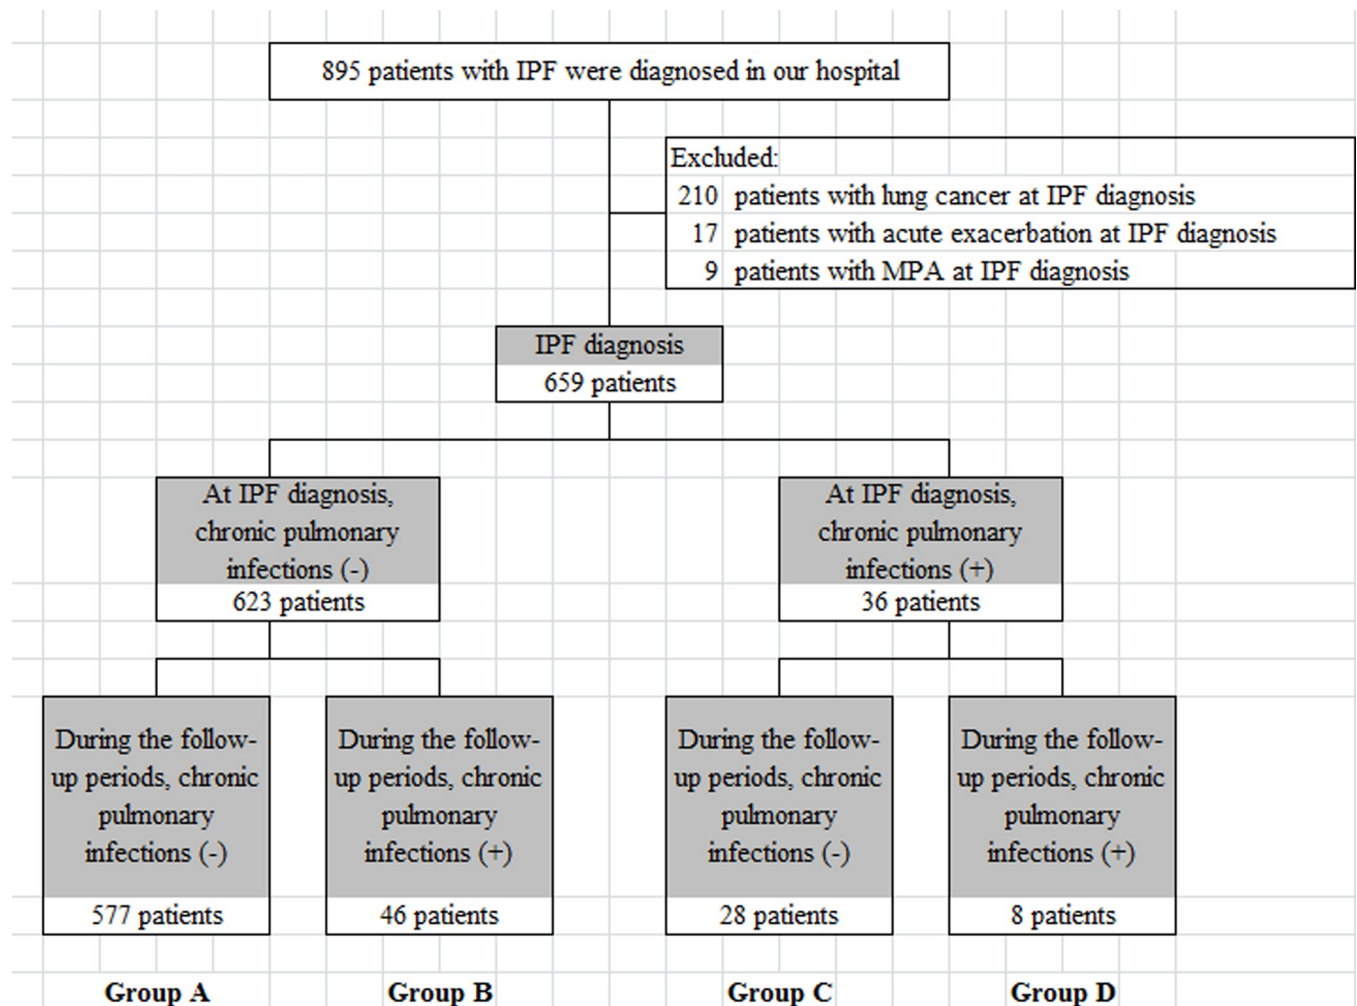 895 patients with IPF were diagnosed in our hospital
Excluded:
210 patients with lung cancer at IPF diagnosis
17 patients with acute exacerbation at IPF diagnosis
9 patients with MPA at IPF diagnosis
IPF diagnosis
659 patients
At IPF diagnosis,
chronic pulmonary
infections (-)
623 patients
At IPF diagnosis,
chronic pulmonary
infections (+)
36 patients
During the follow-
up periods, chronic
pulmonary
infections (-)
577 patients
During the follow-
up periods, chronic
pulmonary
infections (+)
46 patients
During the follow-
up periods, chronic
pulmonary
infections (-)
28 patients
During the follow-
up periods, chronic
pulmonary
infections (+)
8 patients
Group A
Group B
Group C
Group D